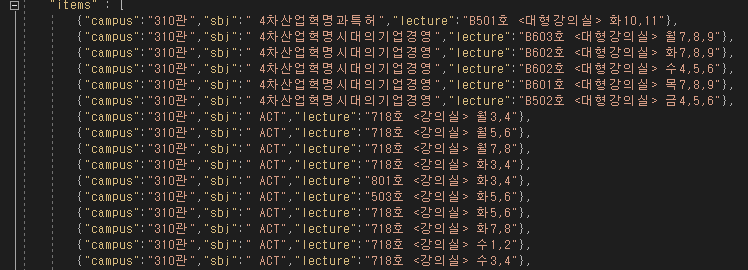 "items" : [
{"campus":"310관","sbj":" 4차산업혁명과특허","lecture":"B501호 <대형강의실> 화10,11"},
{"campus":"310관","sbj":" 4차산업혁명시대의기업경영","lecture":"B603호 <대형강의실> 월7,8,9"},
{"campus":"310관","sbj":" 4차산업혁명시대의기업경영","lecture":"B602호 <대형강의실> 화7,8,9"},
{"campus":"310관","sbj":" 4차산업혁명시대의기업경영","lecture":"B602호 <대형강의실> 수4,5,6"},
{"campus":"310관","sbj":" 4차산업혁명시대의기업경영","lecture":"B601호 <대형강의실> 목7,8,9"},
{"campus":"310관","sbj":" 4차산업혁명시대의기업경영","lecture":"B502호 <대형강의실> 금4,5,6"},
{"campus":"310관","sbj":" ACT","lecture":"718호 <강의실> 월3,4"},
{"campus":"310관","sbj":" ACT","lecture":"718호 <강의실> 월5,6"},
{"campus":"310관","sbj":" ACT","lecture":"718호 <강의실> 월7,8"},
{"campus":"310관","sbj":" ACT","lecture":"718호 <강의실> 화3,4"},
{"campus":"310관","sbj":" ACT","lecture":"801호 <강의실> 화3,4"},
{"campus":"310관","sbj":" ACT","lecture":"503호 <강의실> 화5,6"},
{"campus":"310관","sbj":" ACT","lecture":"718호 <강의실> 화5,6"},
{"campus":"310관","sbj":" ACT","lecture":"718호 <강의실> 화7,8"},
{"campus":"310관","sbj":" ACT","lecture":"718호 <강의실> 수1,2"},
{"campus":"310관","sbj":" ACT","lecture":"718호 <강의실> 수3,4"},